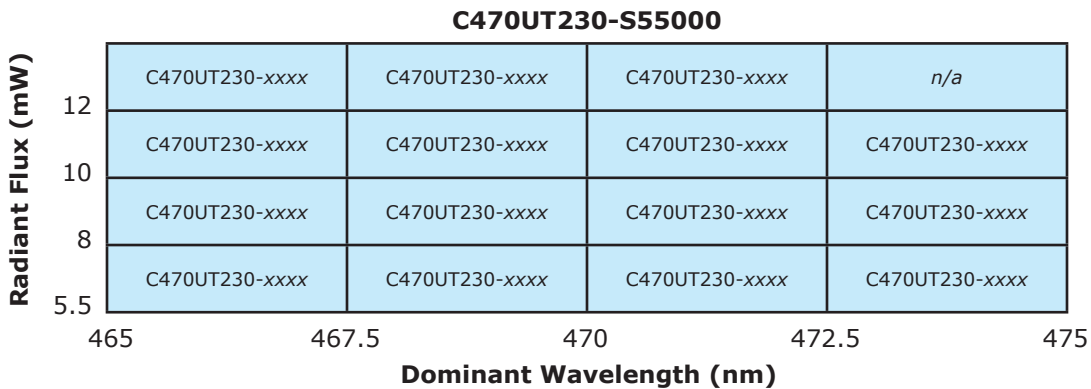 C470UT230-S55000
Radiant Flux (mW)
C470UT230-xxxx C470UT230-xxxx C470UT230-xxxx n/a
12
C470UT230-xxxx C470UT230-xxxx C470UT230-xxxx C470UT230-xxxx
10
C470UT230-xxxx C470UT230-xxxx C470UT230-xxxx C470UT230-xxxx
8
C470UT230-xxxx C470UT230-xxxx C470UT230-xxxx C470UT230-xxxx
5.5
465 467.5 470 472.5 475
Dominant Wavelength (nm)